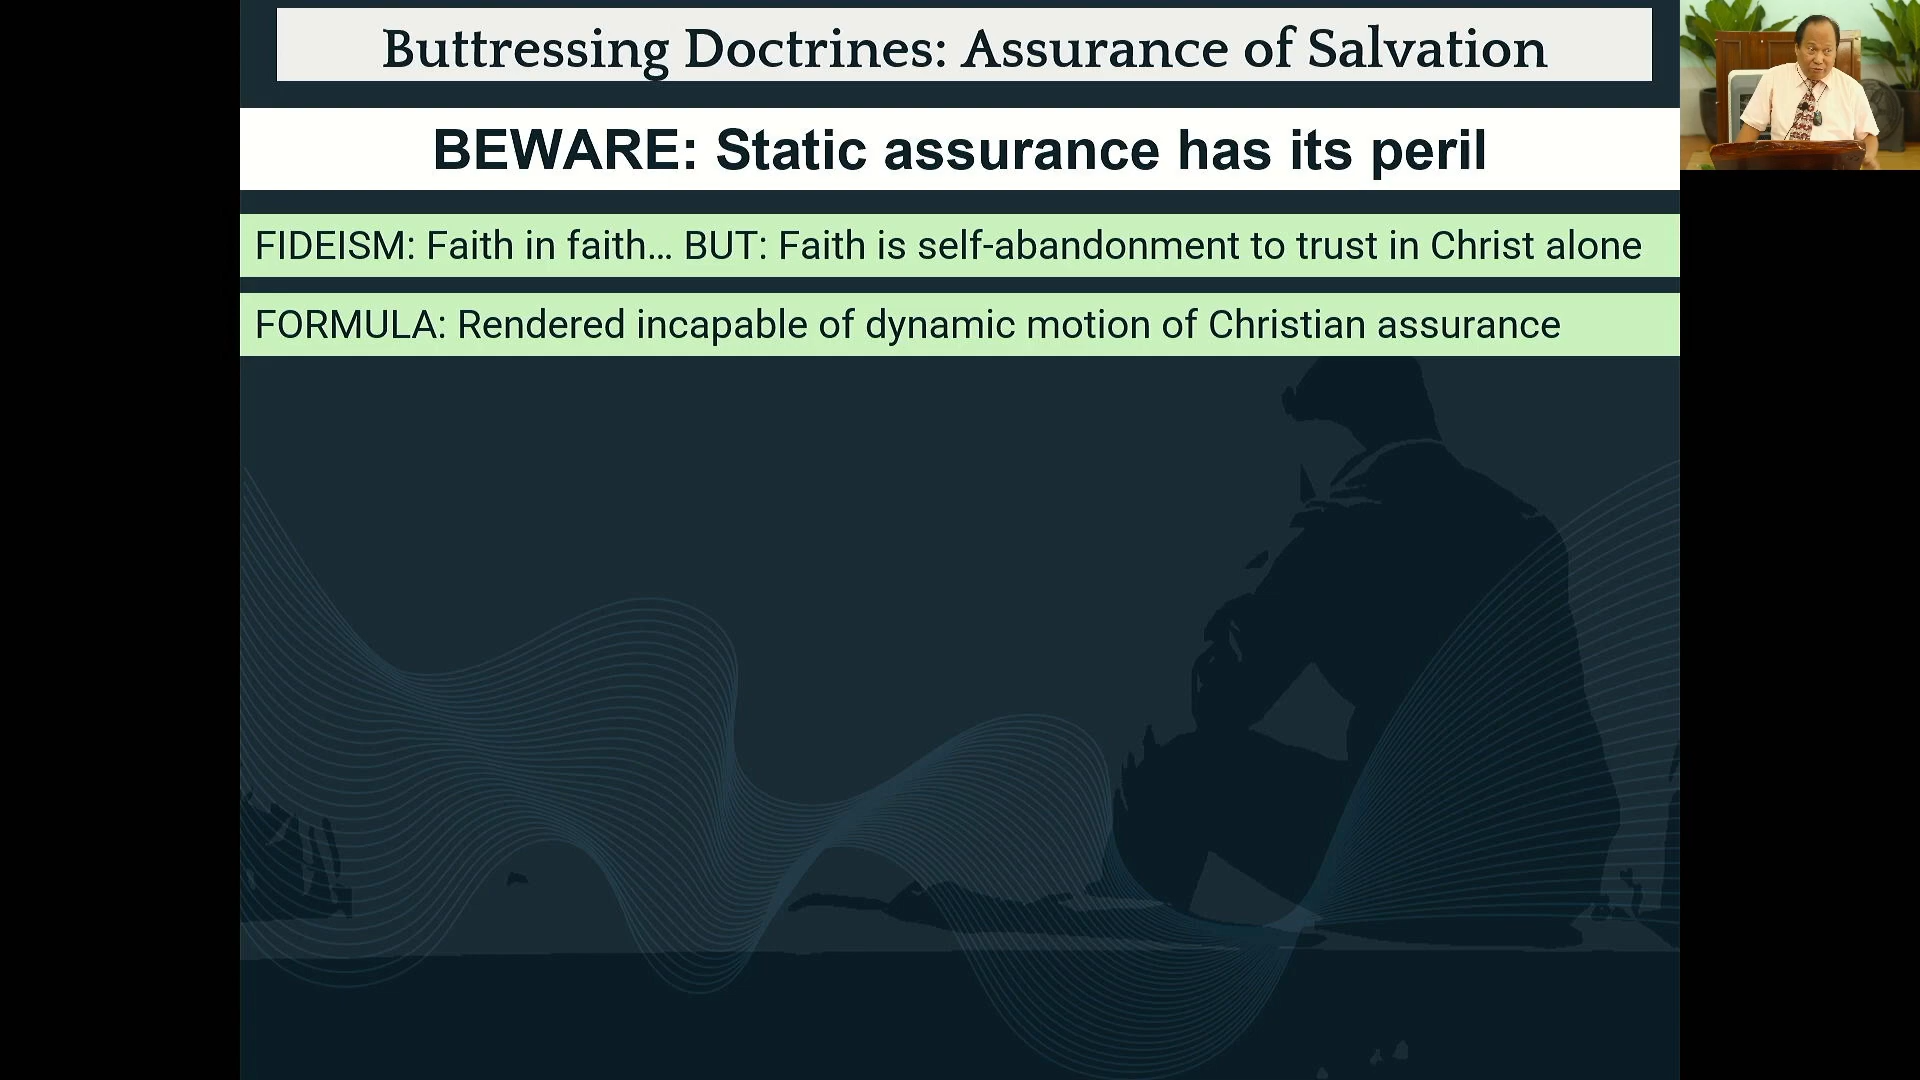 Buttressing Doctrines: Assurance of Salvation
BEWARE: Static assurance has its peril
FIDEISM: Faith in faith... BUT: Faith is self-abandonment to trust in Christ alone
FORMULA: Rendered incapable of dynamic motion of Christian assurance